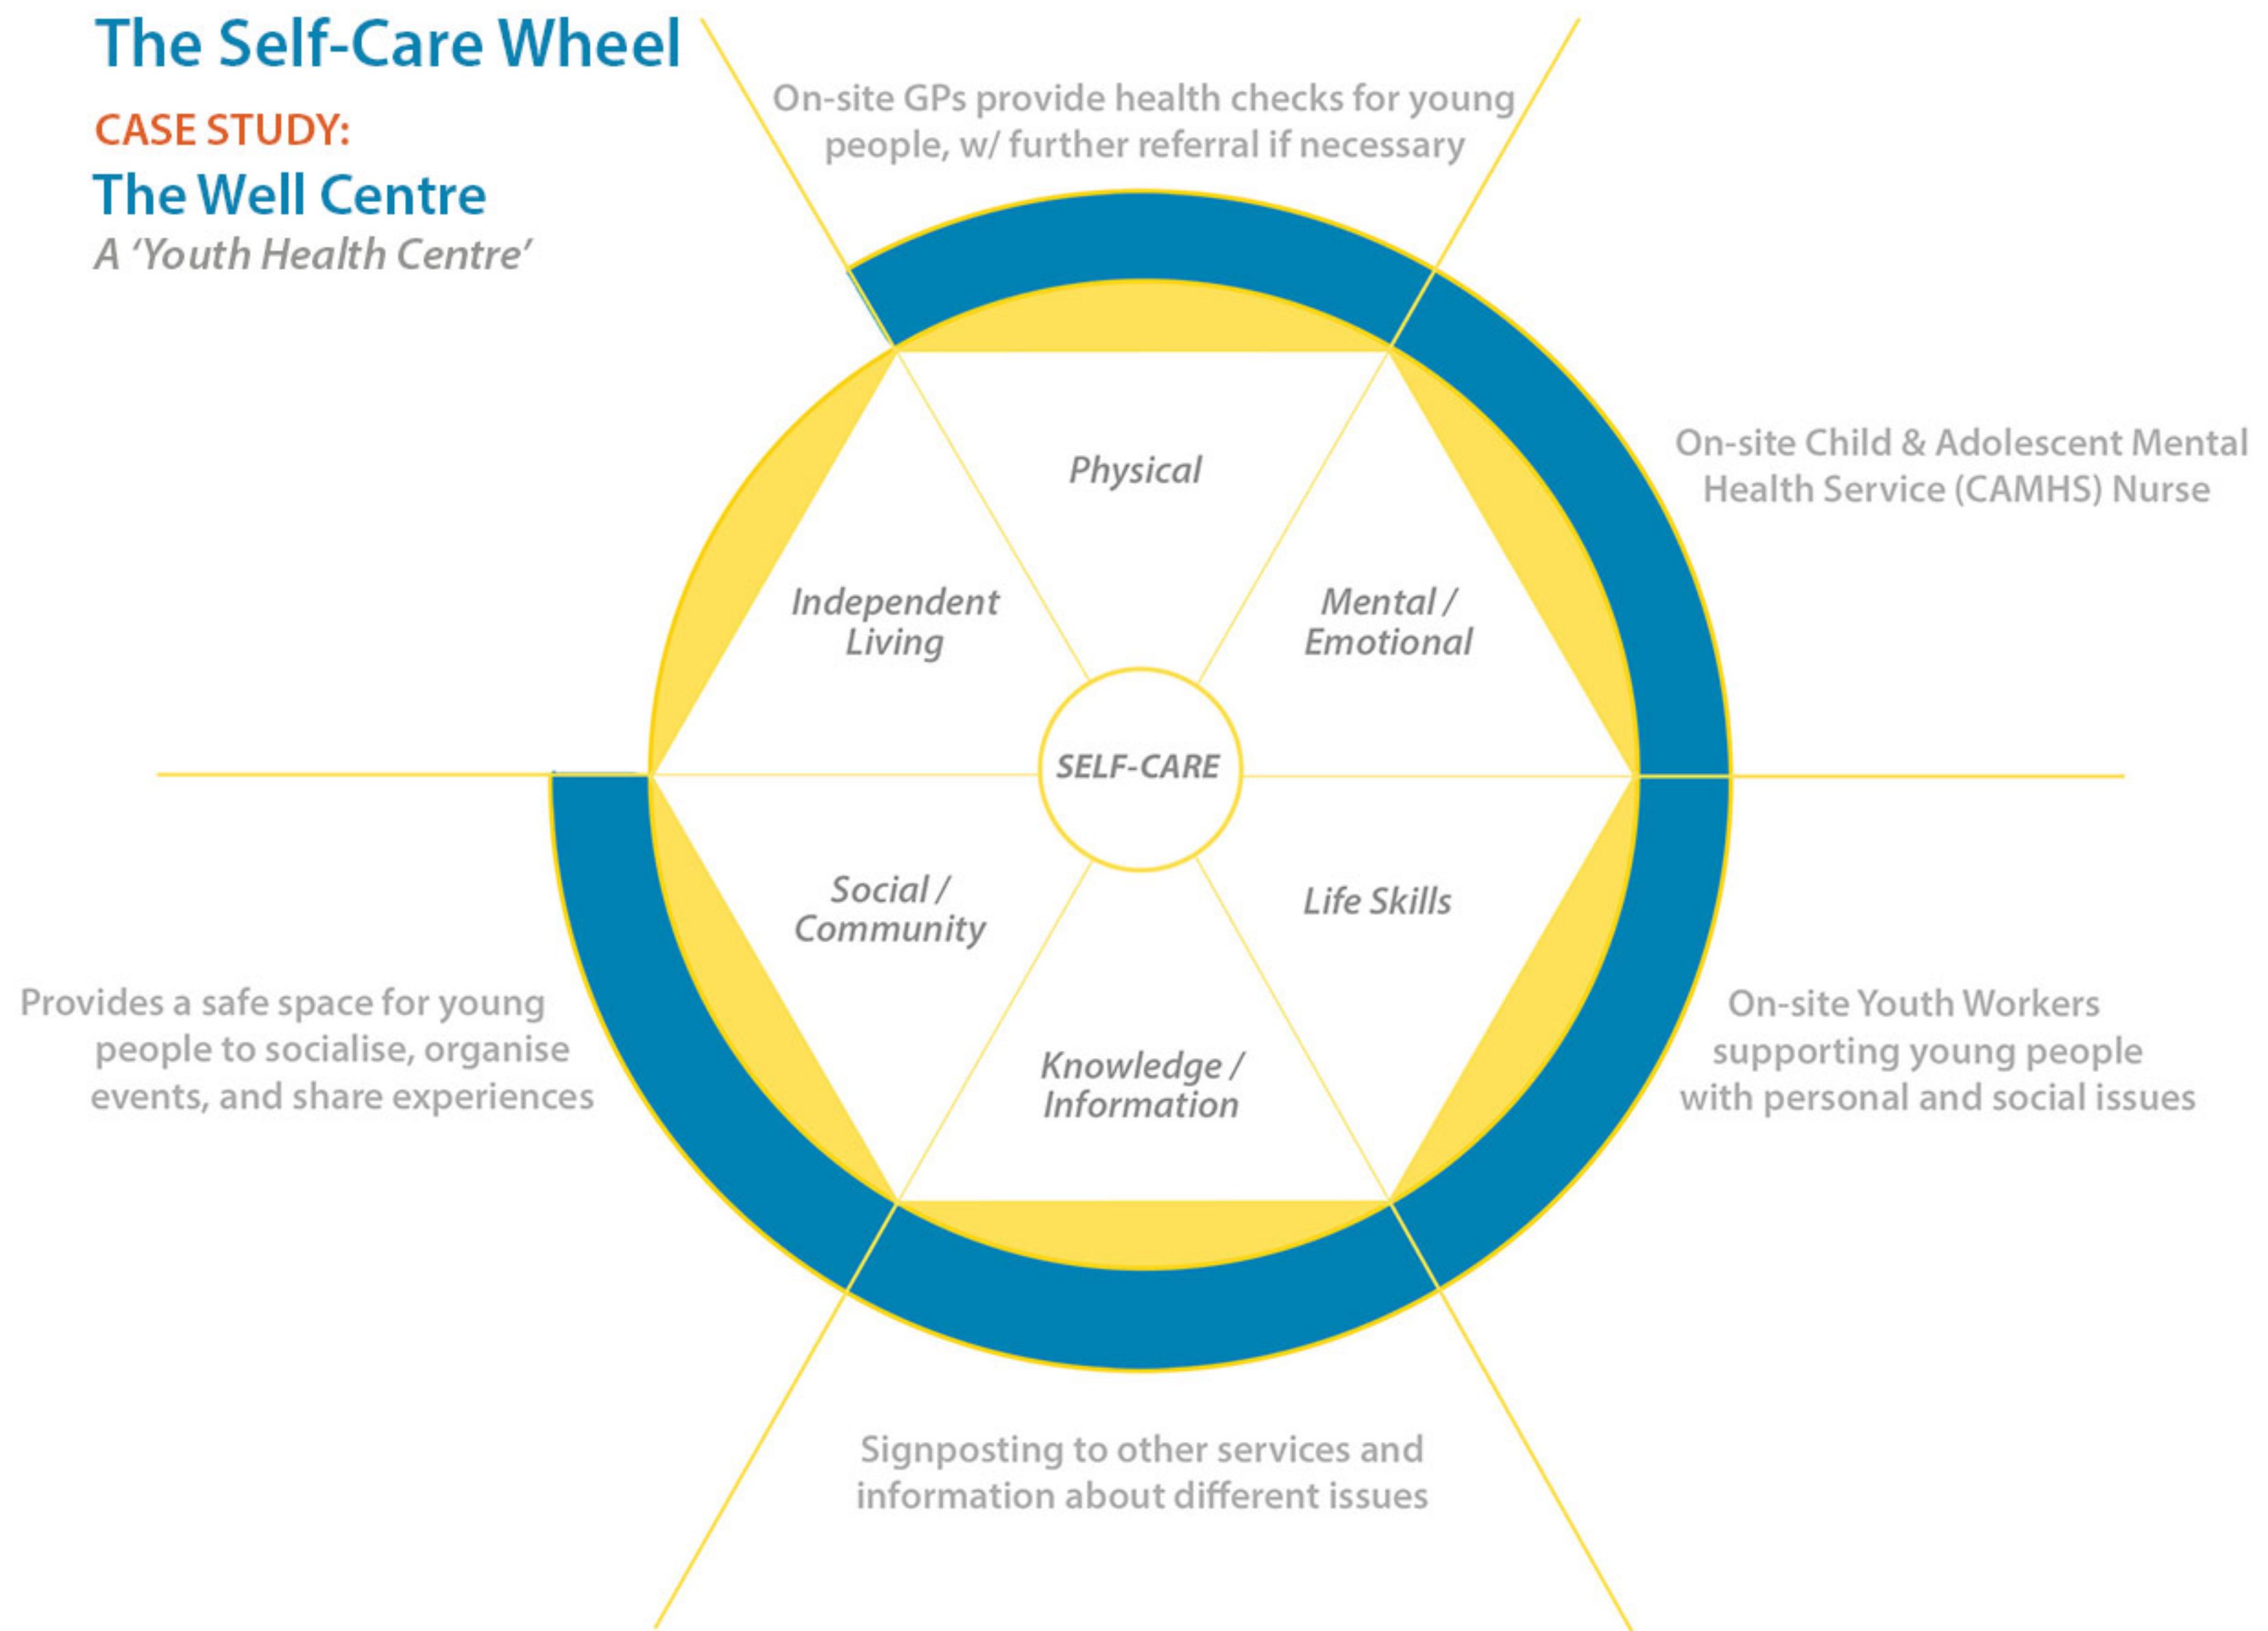 The Self-Care Wheel
CASE STUDY:
The Well Centre
A ‘Youth Health Centre’
On-site GPs provide health checks for young
people, w/ further referral if necessary
On-site Child & Adolescent Mental
Health Service (CAMHS) Nurse
Physical
Independent
Living
Mental /
Emotional
SELF-CARE
Social /
Community
Life Skills
Knowledge /
Information
Provides a safe space for young
people to socialise, organise
events, and share experiences
On-site Youth Workers
supporting young people
with personal and social issues
Signposting to other services and
information about different issues